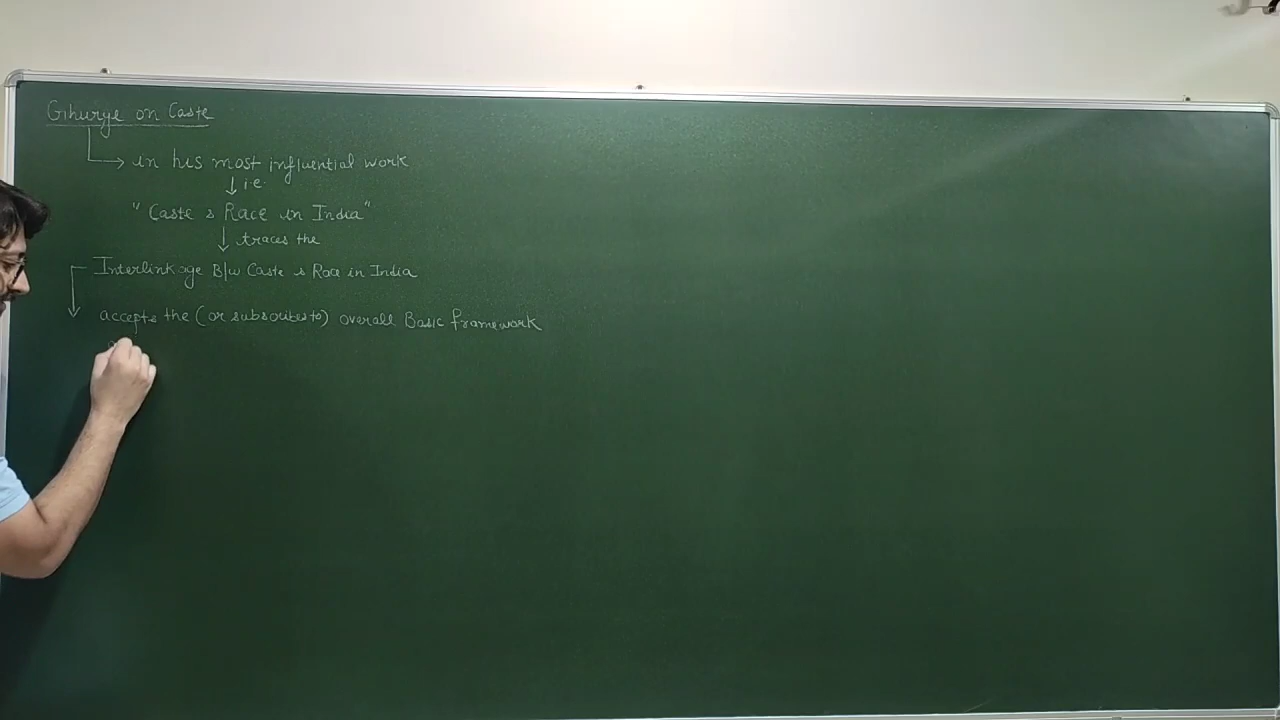 Ghurye on Caste
in his most influential work
i.e.
"Caste & Race in India"
traces the
Interlinkage B/w Caste & Race in India
accepts the (or subscribes to) overall Basic framework